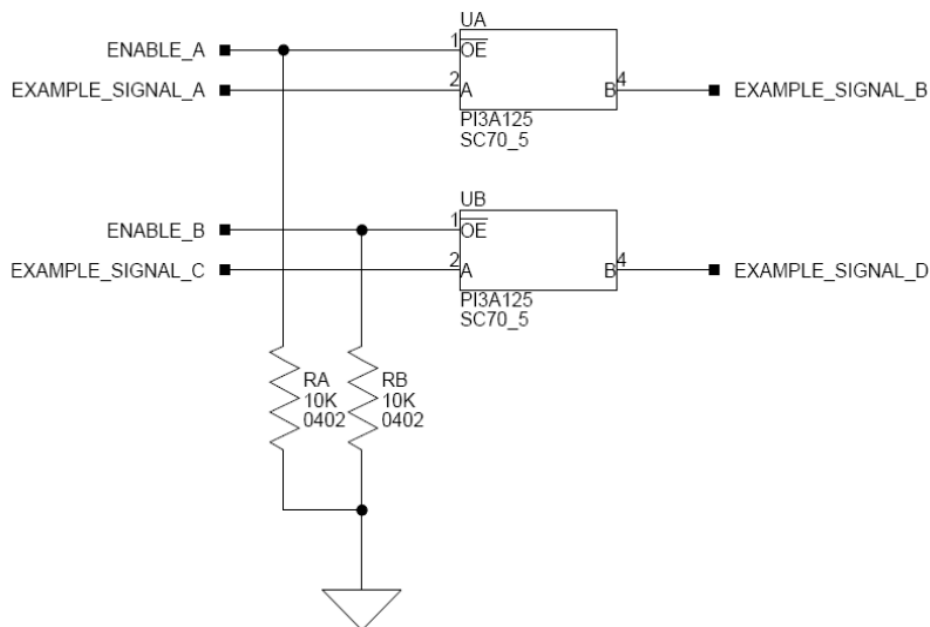 UA
ENABLE_A
1
OE
EXAMPLE_SIGNAL_A
2
A
B
4
EXAMPLE_SIGNAL_B
PI3A125
SC70_5
UB
ENABLE_B
1
OE
EXAMPLE_SIGNAL_C
2
A
B
4
EXAMPLE_SIGNAL_D
PI3A125
SC70_5
RA
10K
0402
RB
10K
0402